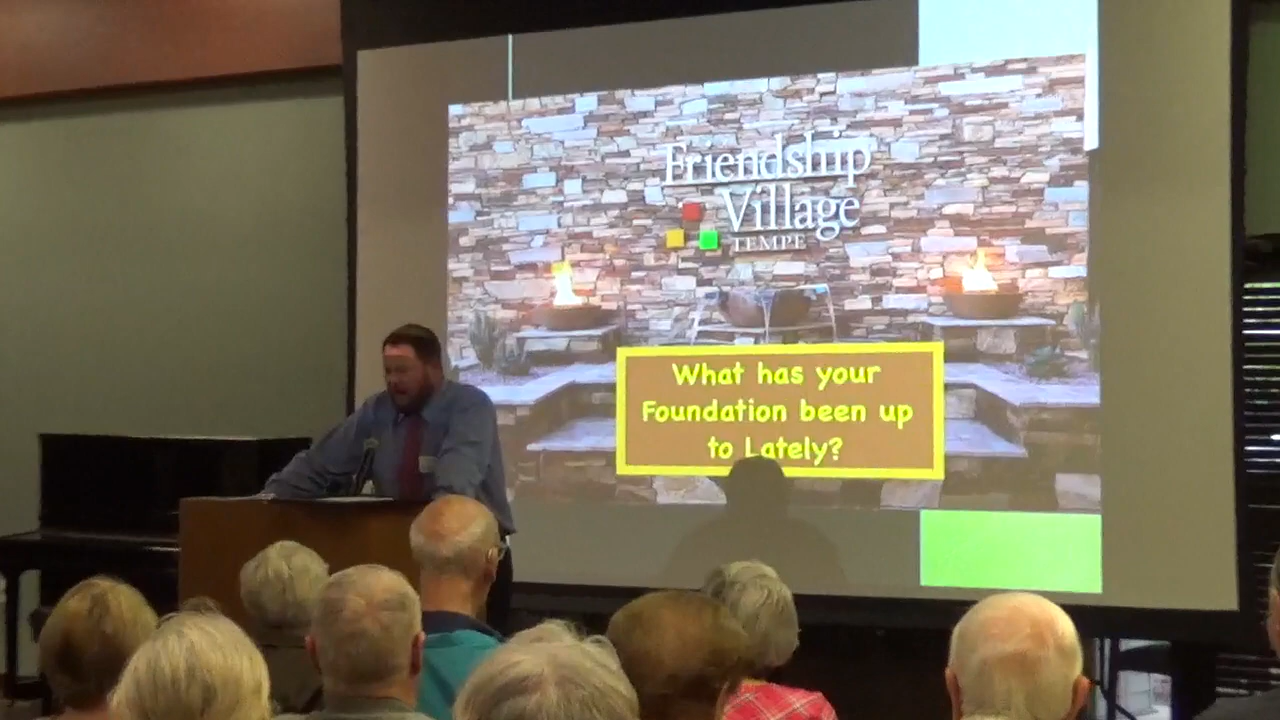 Friendship
Village
TEMPE
What has your
Foundation been up
to Lately?